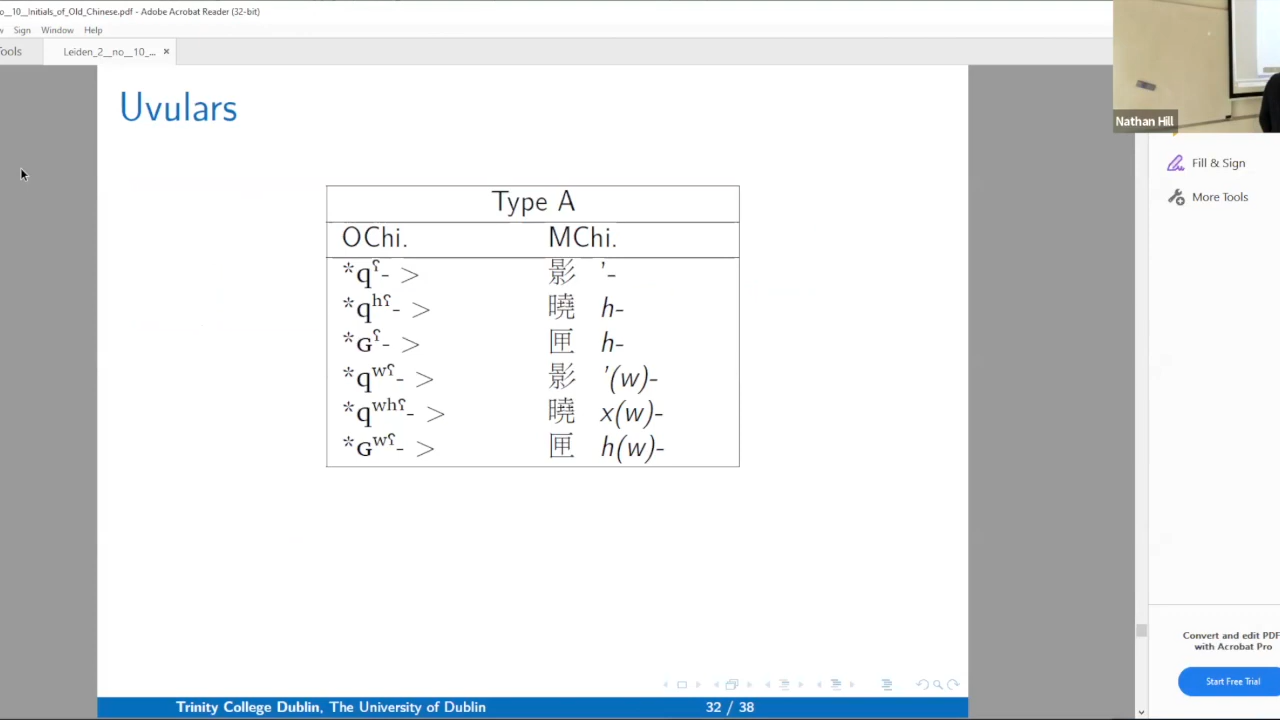 o__10__Initials_of_Old_Chinese.pdf - Adobe Acrobat Reader (32-bit)
w Sign Window Help
Tools Leiden_2__no__10_... ×
Nathan Hill
Uvulars
Fill & Sign
More Tools
Type A
OChi. MChi.
*qˤ- > 影 '-
*qʰˤ- > 曉 h-
*ɢˤ- > 匣 h-
*qʷˤ- > 影 '(w)-
*qʷʰˤ- > 曉 x(w)-
*ɢʷˤ- > 匣 h(w)-
Convert and edit PDF
with Acrobat Pro
Start Free Trial
Trinity College Dublin, The University of Dublin 32 / 38